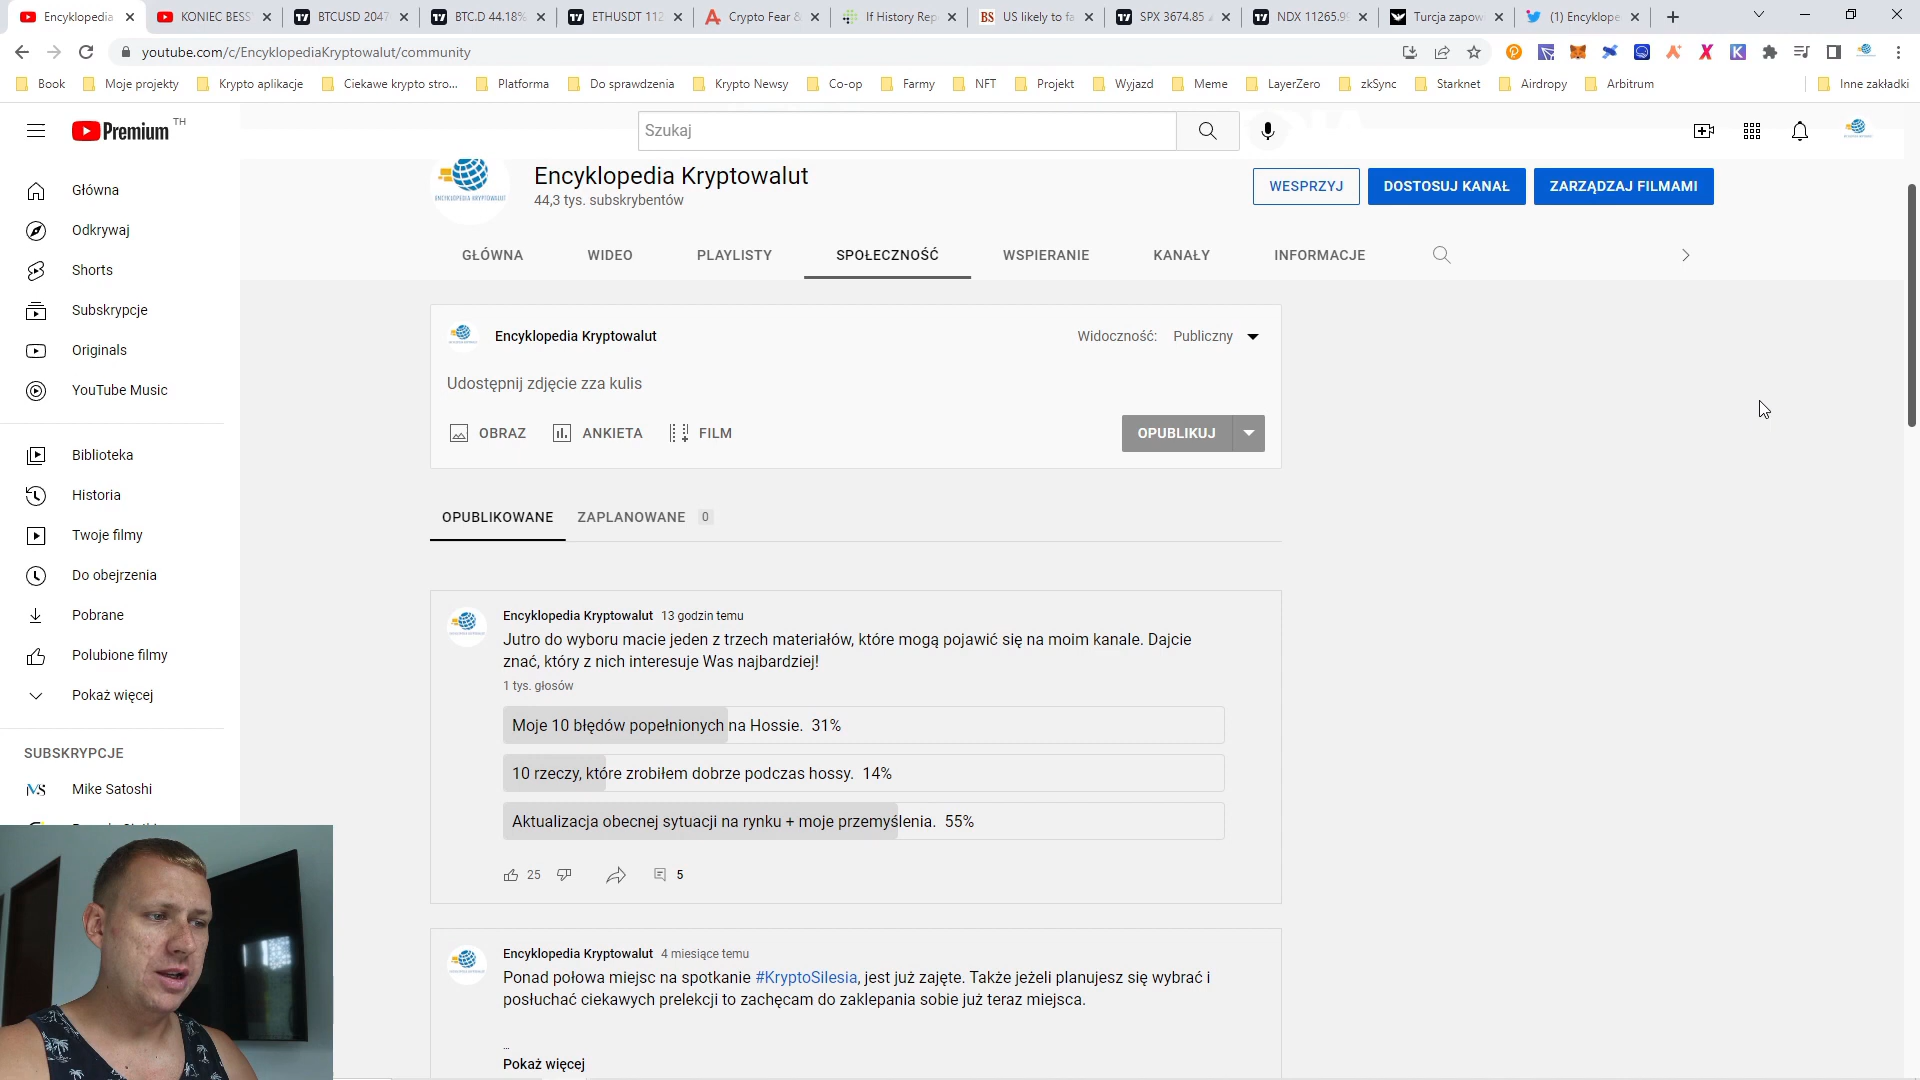 Encyklopedia
KONIEC BESS
BTCUSD 2047
BTC.D 44.18%
ETHUSDT 112
Crypto Fear &
If History Rep
US likely to fa
SPX 3674.85
NDX 11265.9
Turcja zapow
(1) Encyklope
youtube.com/c/EncyklopediaKryptowalut/community
Book
Moje projekty
Krypto aplikacje
Ciekawe krypto stro...
Platforma
Do sprawdzenia
Krypto Newsy
Co-op
Farmy
NFT
Projekt
Wyjazd
Meme
LayerZero
zkSync
Starknet
Airdropy
Arbitrum
Inne zakładki
Premium TH
Szukaj
Główna
Odkrywaj
Shorts
Subskrypcje
Originals
YouTube Music
Biblioteka
Historia
Twoje filmy
Do obejrzenia
Pobrane
Polubione filmy
Pokaż więcej
SUBSKRYPCJE
Mike Satoshi
Encyklopedia Kryptowalut
44,3 tys. subskrybentów
WESPRZYJ
DOSTOSUJ KANAŁ
ZARZĄDZAJ FILMAMI
GŁÓWNA
WIDEO
PLAYLISTY
SPOŁECZNOŚĆ
WSPIERANIE
KANAŁY
INFORMACJE
Encyklopedia Kryptowalut
Widoczność: Publiczny
Udostępnij zdjęcie zza kulis
OBRAZ
ANKIETA
FILM
OPUBLIKUJ
OPUBLIKOWANE
ZAPLANOWANE 0
Encyklopedia Kryptowalut 13 godzin temu
Jutro do wyboru macie jeden z trzech materiałów, które mogą pojawić się na moim kanale. Dajcie
znać, który z nich interesuje Was najbardziej!
1 tys. głosów
Moje 10 błędów popełnionych na Hossie. 31%
10 rzeczy, które zrobiłem dobrze podczas hossy. 14%
Aktualizacja obecnej sytuacji na rynku + moje przemyślenia. 55%
25
5
Encyklopedia Kryptowalut 4 miesiące temu
Ponad połowa miejsc na spotkanie #KryptoSilesia, jest już zajęte. Także jeżeli planujesz się wybrać i
posłuchać ciekawych prelekcji to zachęcam do zaklepania sobie już teraz miejsca.
...
Pokaż więcej